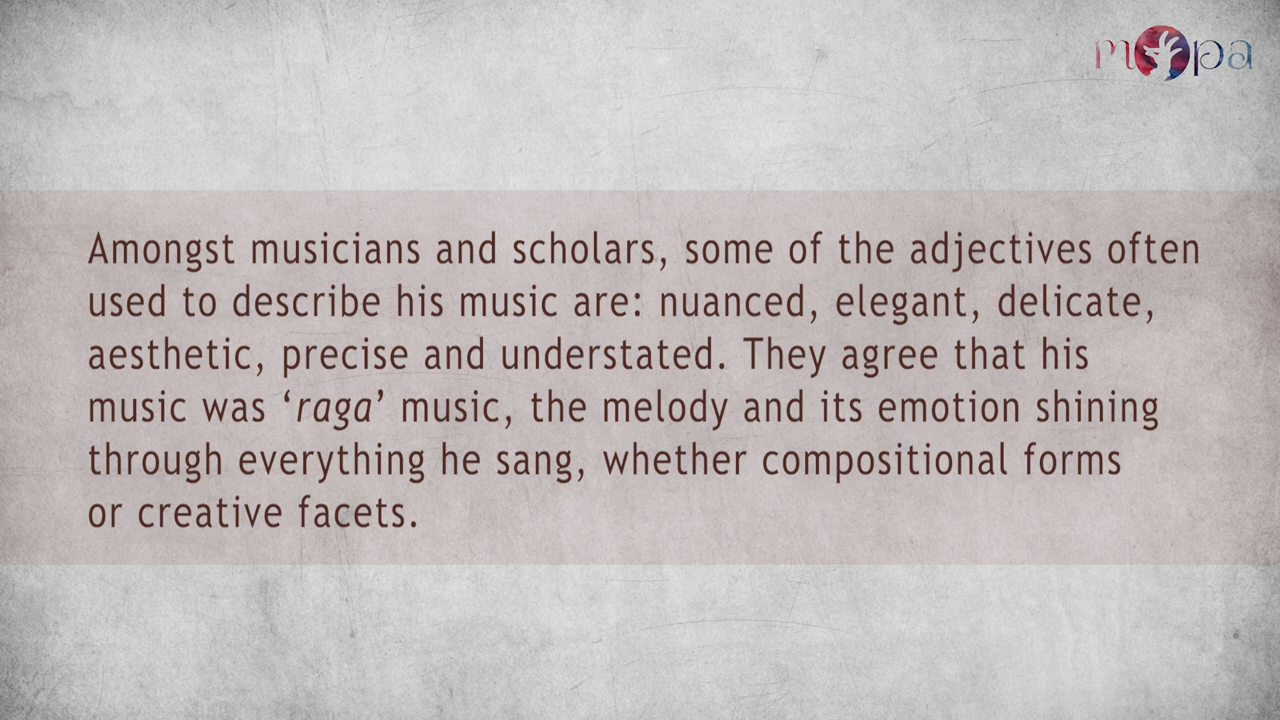 mopa
Amongst musicians and scholars, some of the adjectives often
used to describe his music are: nuanced, elegant, delicate,
aesthetic, precise and understated. They agree that his
music was ‘raga’ music, the melody and its emotion shining
through everything he sang, whether compositional forms
or creative facets.